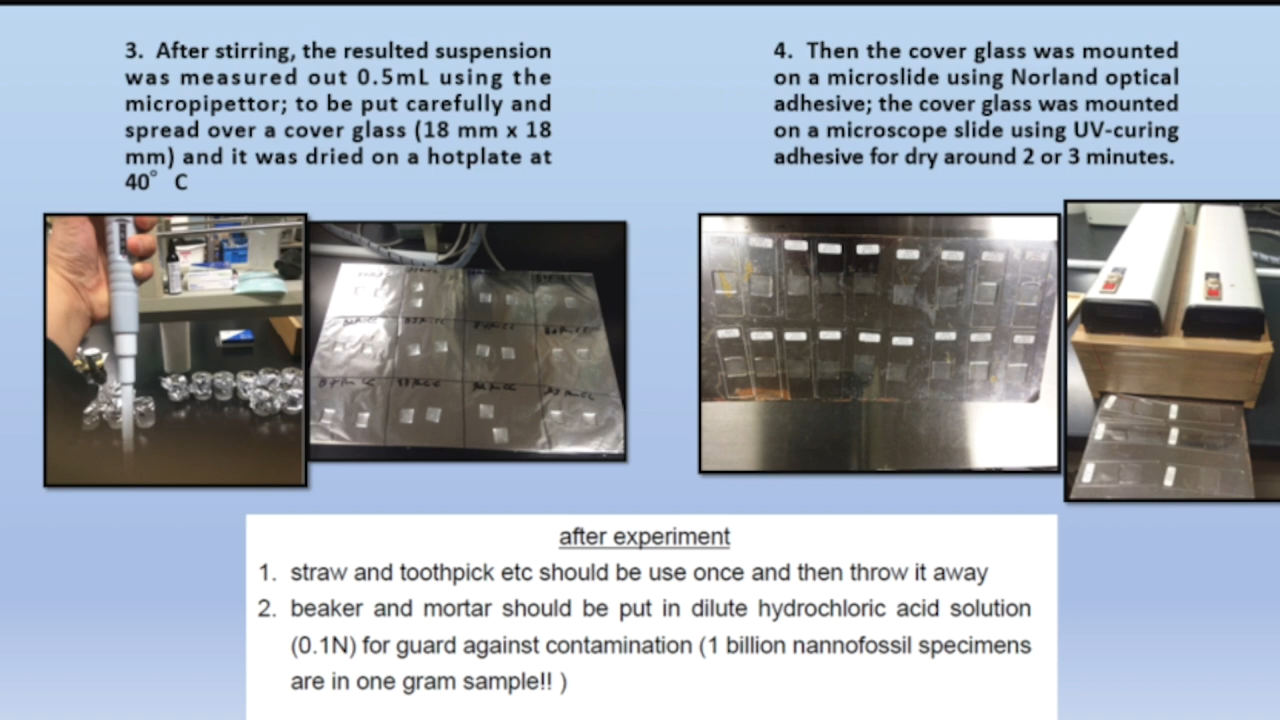 3. After stirring, the resulted suspension
was measured out 0.5mL using the
micropipettor; to be put carefully and
spread over a cover glass (18 mm x 18
mm) and it was dried on a hotplate at
40° C
4. Then the cover glass was mounted
on a microslide using Norland optical
adhesive; the cover glass was mounted
on a microscope slide using UV-curing
adhesive for dry around 2 or 3 minutes.
after experiment
1. straw and toothpick etc should be use once and then throw it away
2. beaker and mortar should be put in dilute hydrochloric acid solution
(0.1N) for guard against contamination (1 billion nannofossil specimens
are in one gram sample!! )